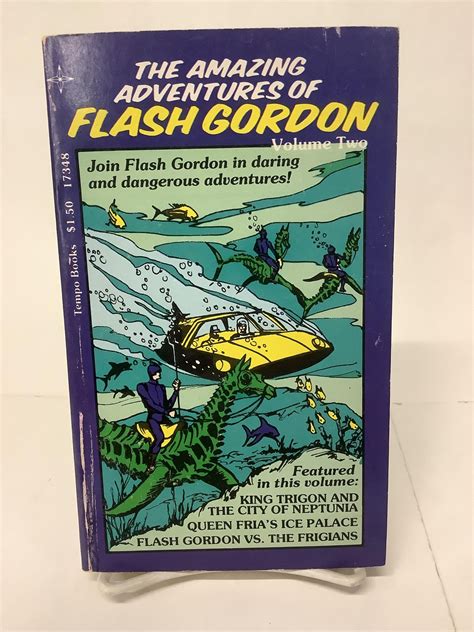 THE AMAZING
ADVENTURES OF
FLASH GORDON
Volume Two
Join Flash Gordon in daring
and dangerous adventures!
Tempo Books $1.50 17348
Featured
in this volume:
KING TRIGON AND
THE CITY OF NEPTUNIA
QUEEN FRIA'S ICE PALACE
FLASH GORDON VS. THE FRIGIANS